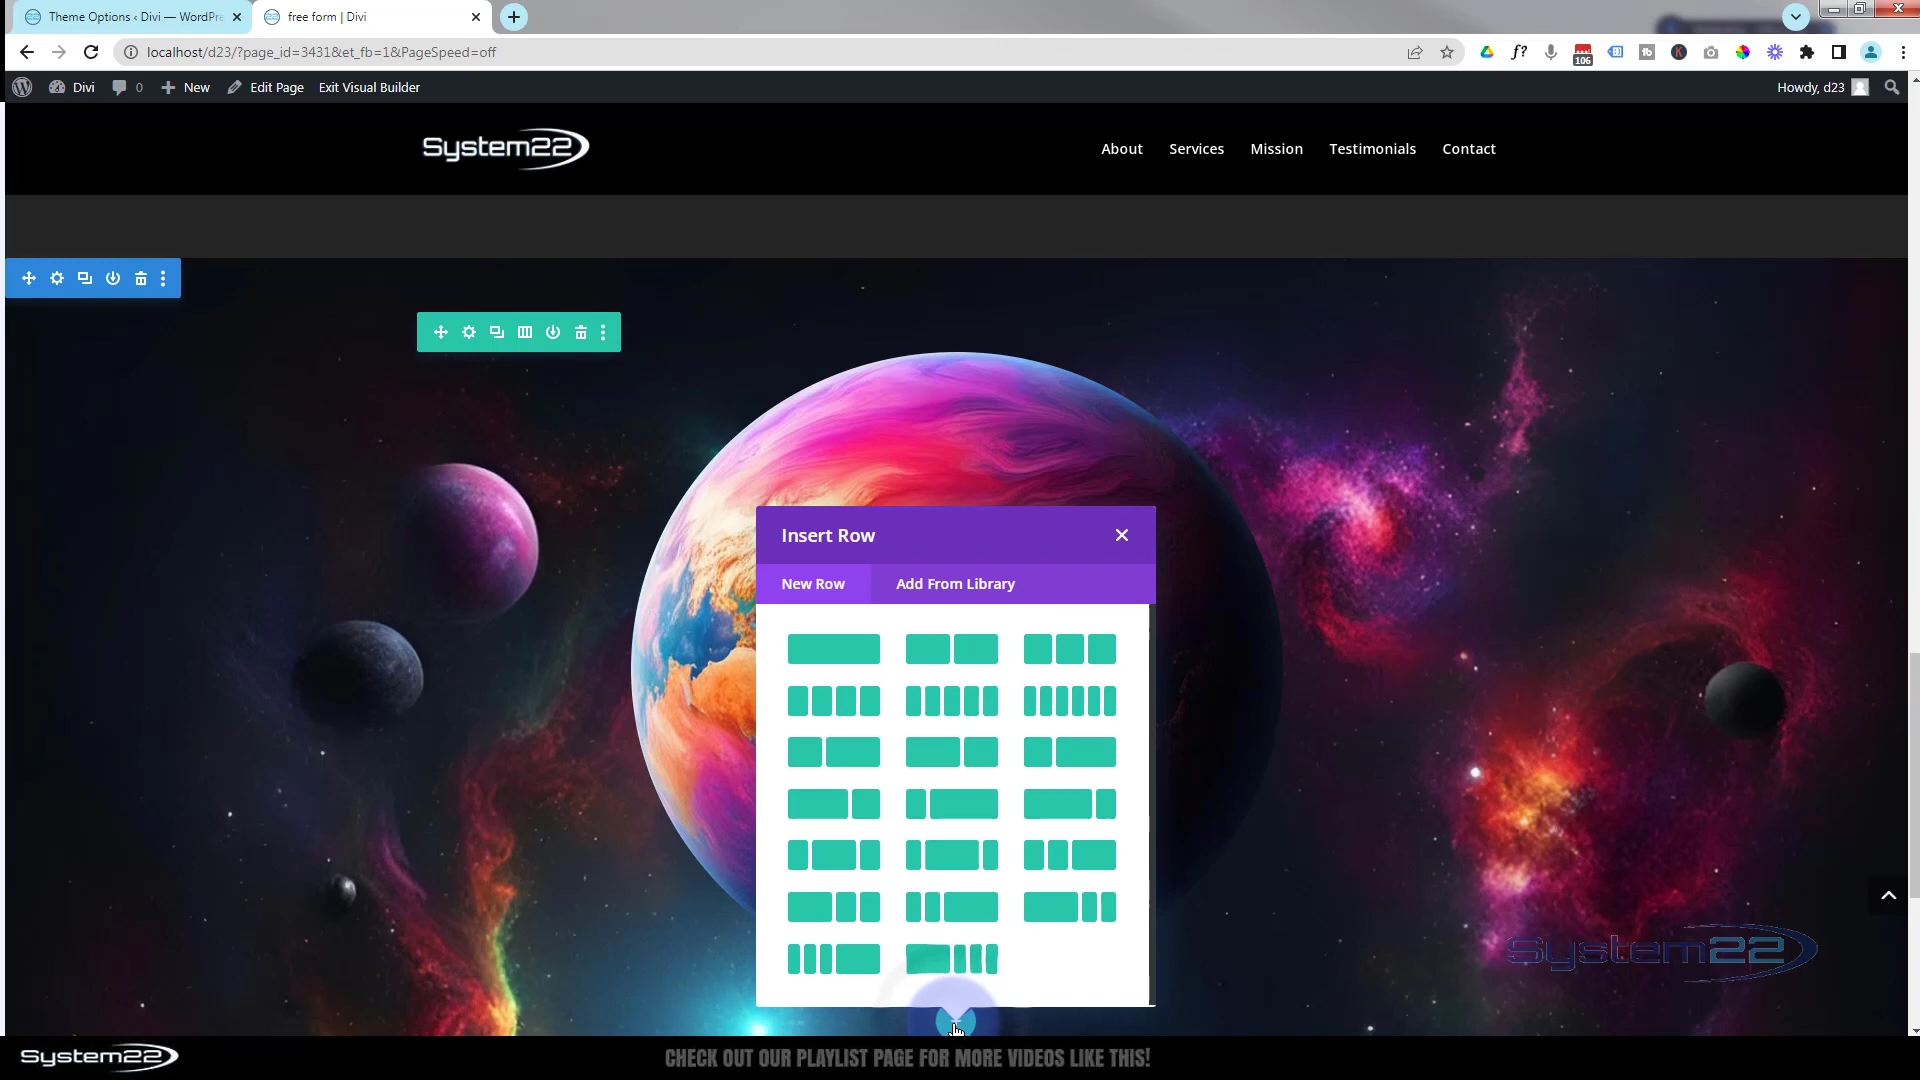 Theme Options ‹ Divi — WordPre
free form | Divi
localhost/d23/?page_id=3431&et_fb=1&PageSpeed=off
106
Divi
0
New
Edit Page
Exit Visual Builder
Howdy, d23
System22
About
Services
Mission
Testimonials
Contact
Insert Row
New Row
Add From Library
System22
System22
CHECK OUT OUR PLAYLIST PAGE FOR MORE VIDEOS LIKE THIS!